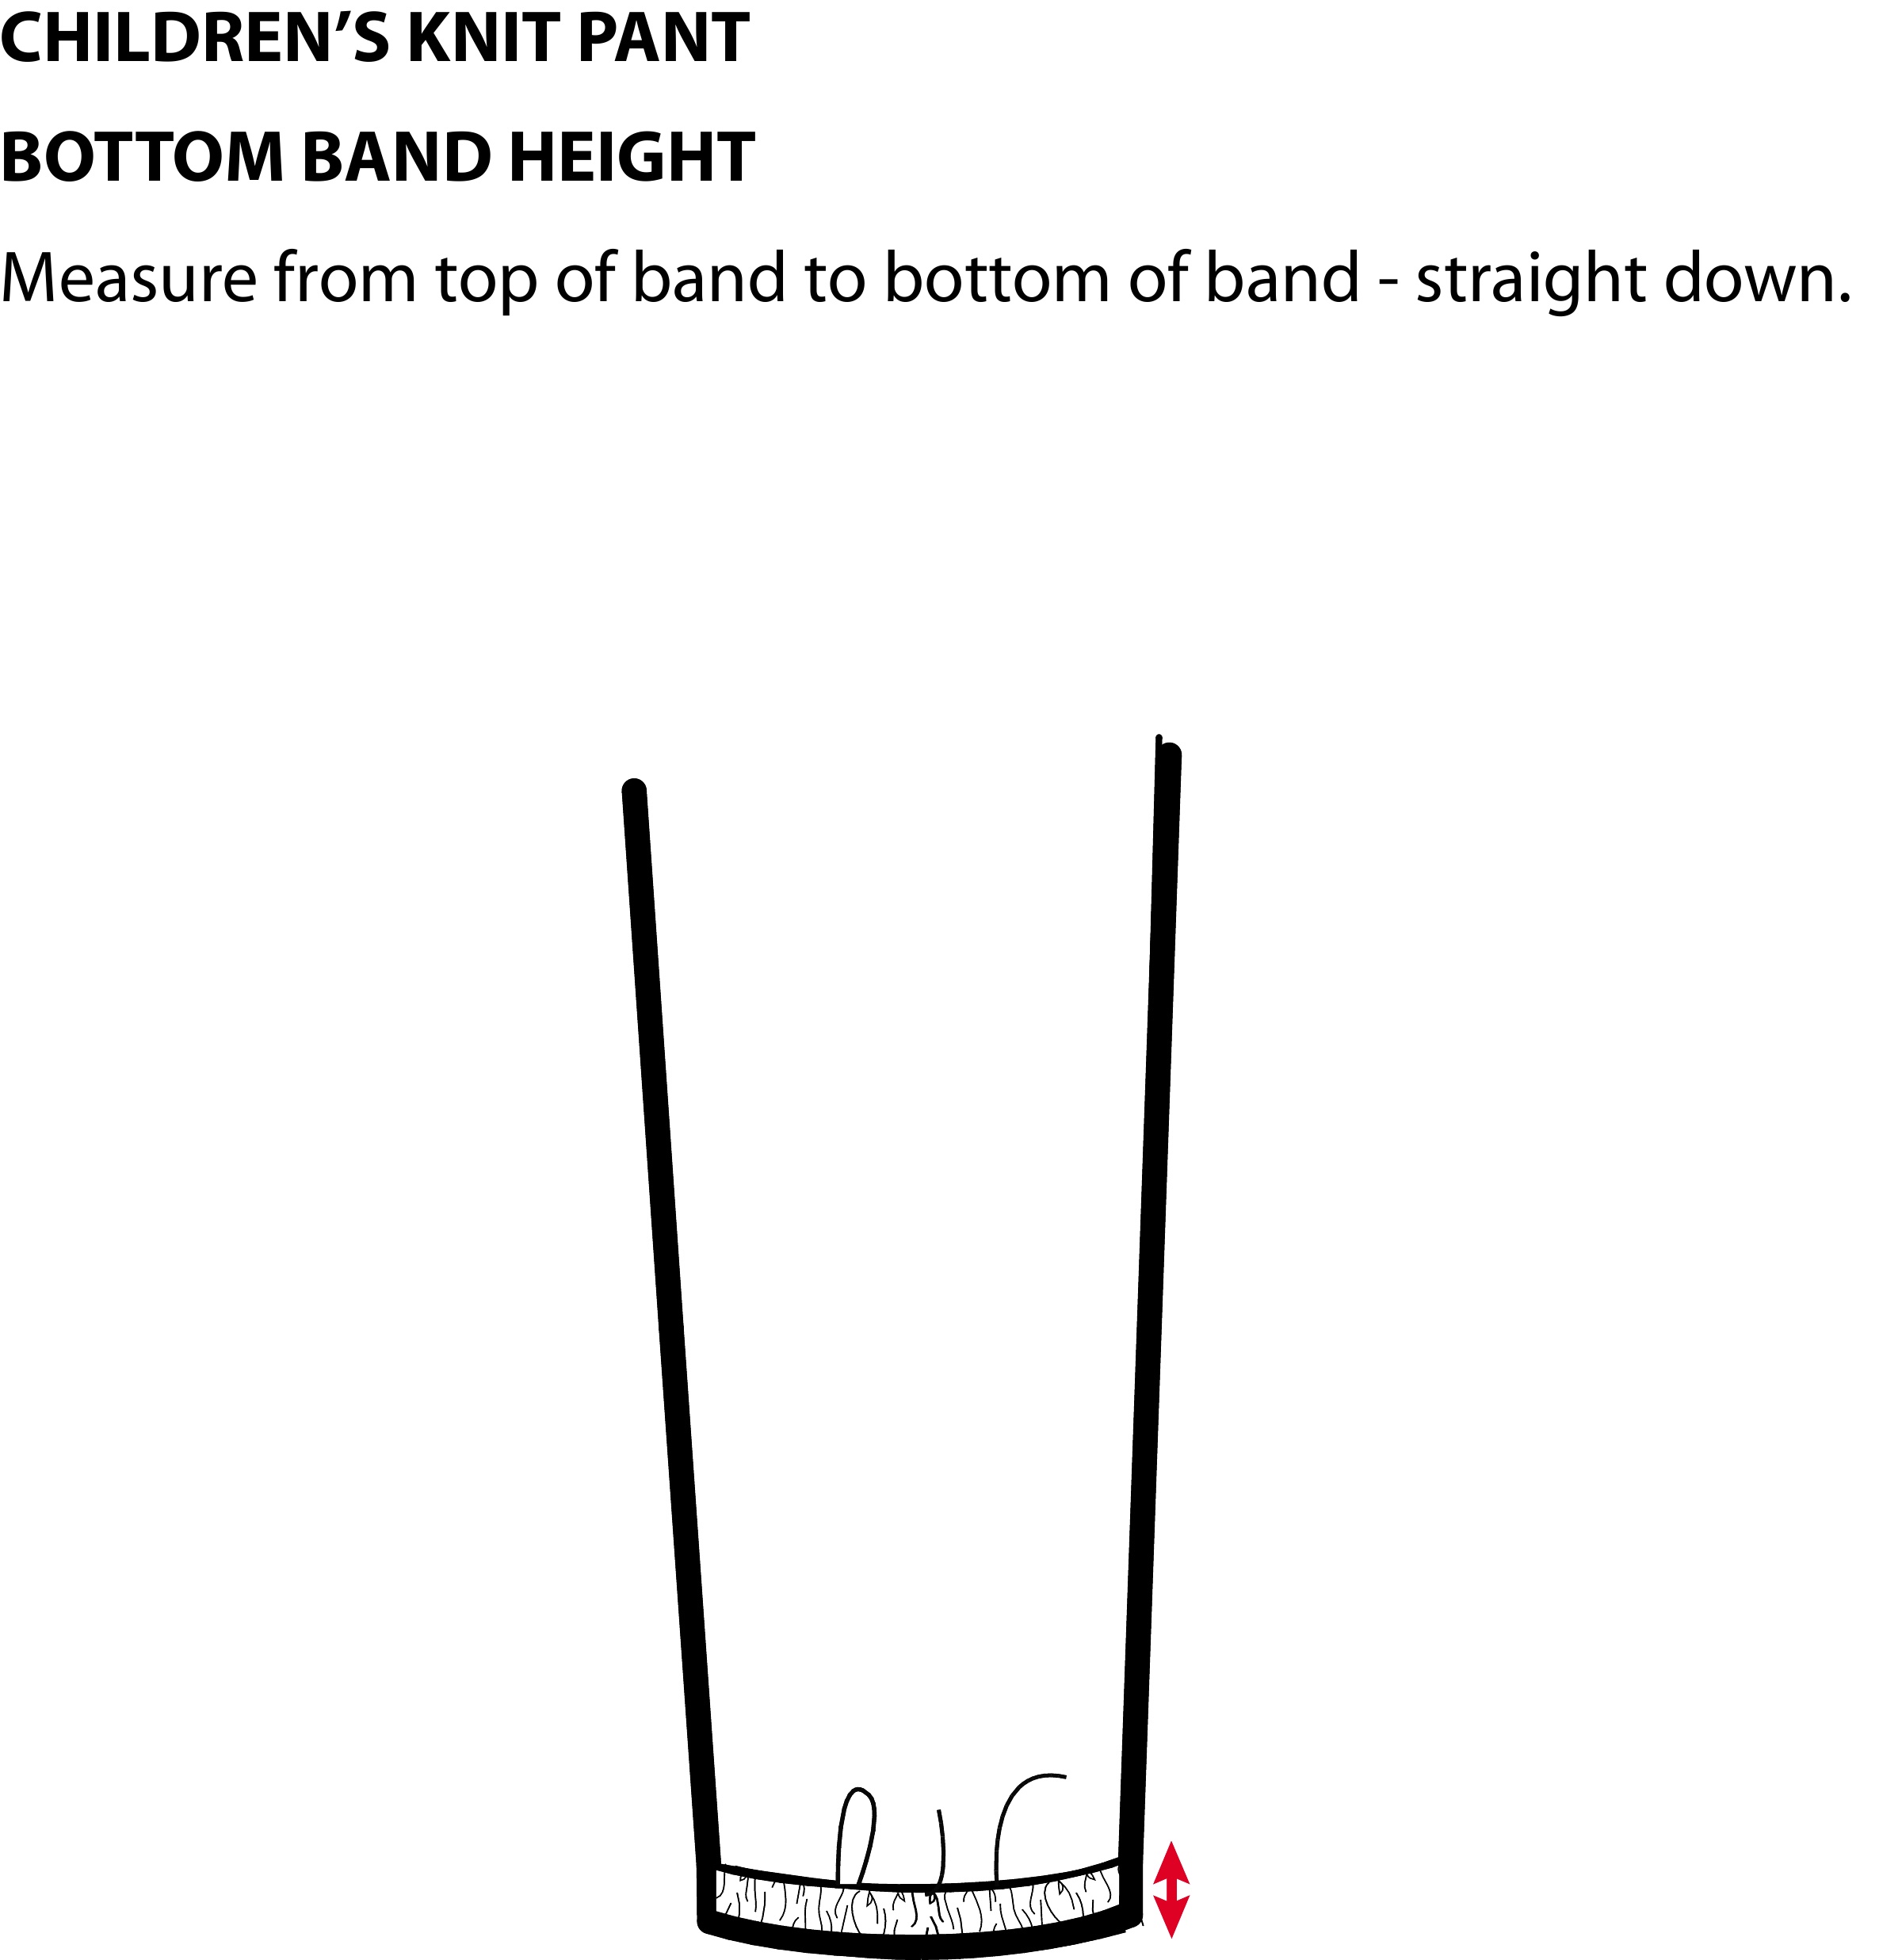 CHILDREN’S KNIT PANT
BOTTOM BAND HEIGHT
Measure from top of band to bottom of band - straight down.